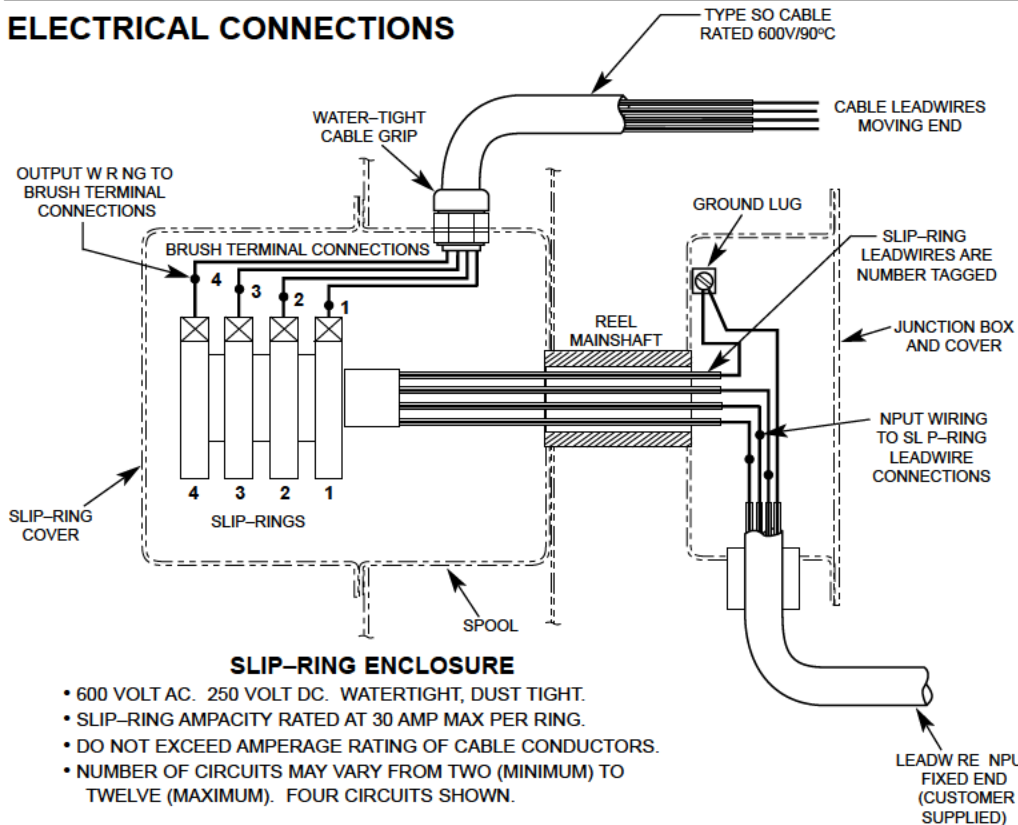 ELECTRICAL CONNECTIONS
TYPE SO CABLE
RATED 600V/90°C
WATER–TIGHT
CABLE GRIP
CABLE LEADWIRES
MOVING END
OUTPUT W R NG TO
BRUSH TERMINAL
CONNECTIONS
BRUSH TERMINAL CONNECTIONS
4
3
2
1
GROUND LUG
SLIP–RING
LEADWIRES ARE
NUMBER TAGGED
REEL
MAINSHAFT
JUNCTION BOX
AND COVER
NPUT WIRING
TO SL P–RING
LEADWIRE
CONNECTIONS
4 3 2 1
SLIP–RINGS
SLIP–RING
COVER
SPOOL
SLIP–RING ENCLOSURE
• 600 VOLT AC. 250 VOLT DC. WATERTIGHT, DUST TIGHT.
• SLIP–RING AMPACITY RATED AT 30 AMP MAX PER RING.
• DO NOT EXCEED AMPERAGE RATING OF CABLE CONDUCTORS.
• NUMBER OF CIRCUITS MAY VARY FROM TWO (MINIMUM) TO
TWELVE (MAXIMUM). FOUR CIRCUITS SHOWN.
LEADW RE NPU
FIXED END
(CUSTOMER
SUPPLIED)